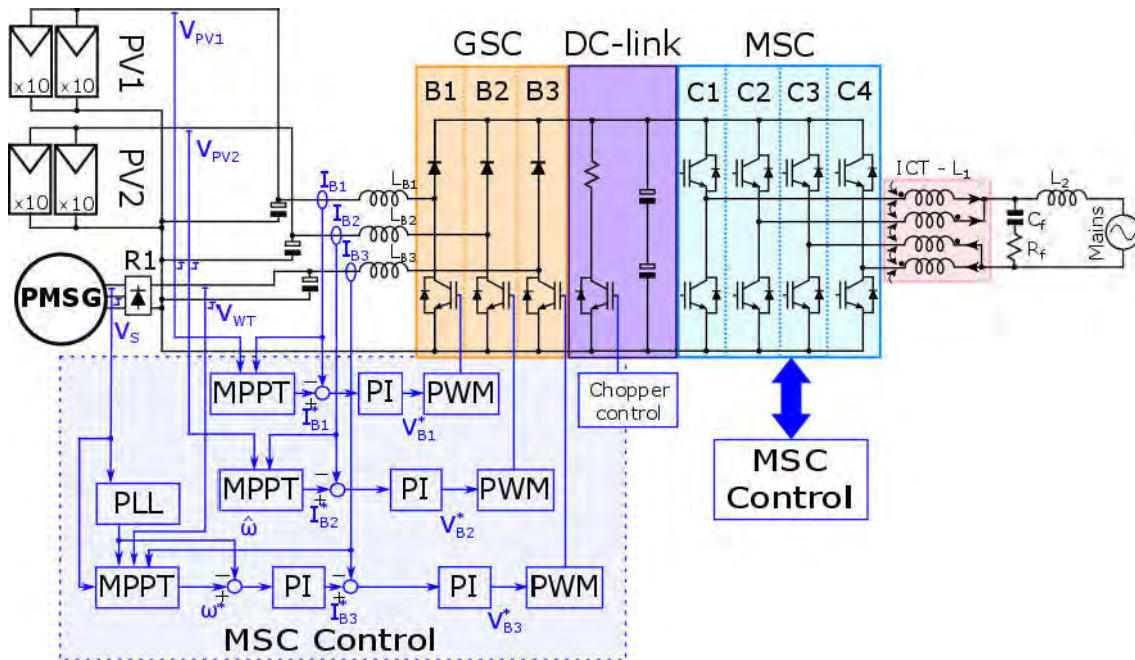 GSC DC-link MSC
B1 B2 B3
C1 C2 C3 C4
x10 x10 PV1
V_PV1
x10 x10 PV2
V_PV2
I_B1 L_B1
I_B2 L_B2
I_B3 L_B3
ICT - L_1
L_2
C_f
R_f
Mains
PMSG
R1
V_S
V_WT
MPPT − + I*_B1 PI V*_B1 PWM
Chopper
control
MPPT − + I*_B2 PI V*_B2 PWM
MSC
Control
PLL
ω̂
MPPT − + ω* PI − + I*_B3 PI V*_B3 PWM
MSC Control